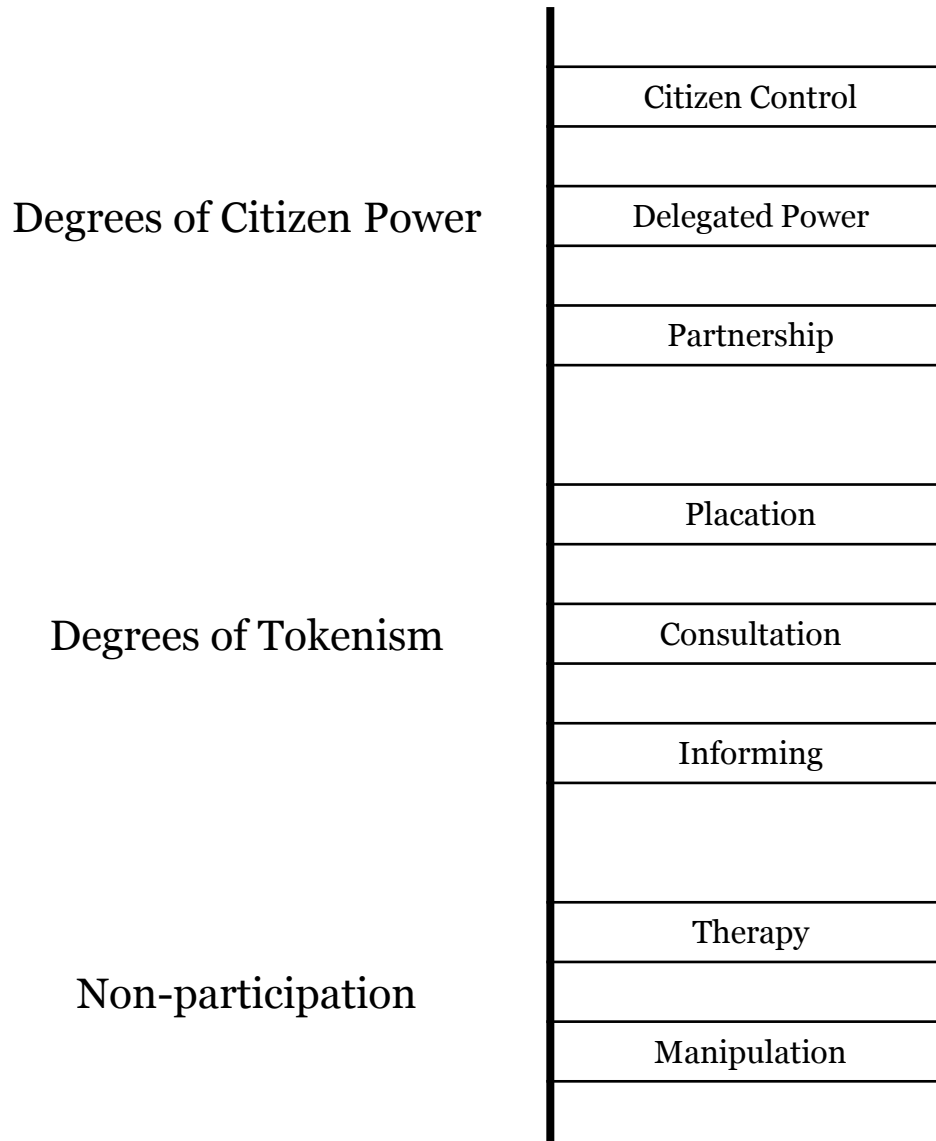 Citizen Control
Degrees of Citizen Power
Delegated Power
Partnership
Placation
Degrees of Tokenism
Consultation
Informing
Therapy
Non-participation
Manipulation